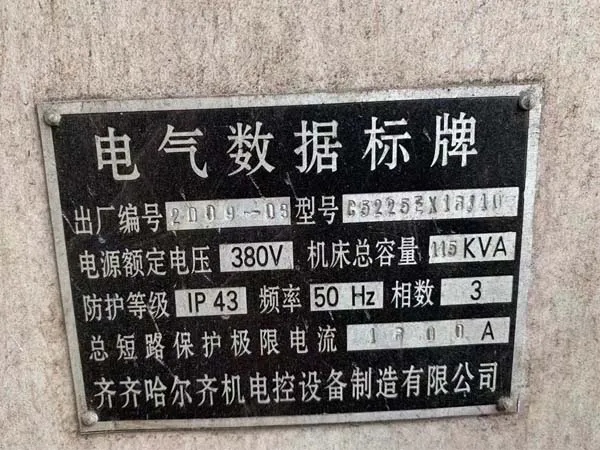 电气数据标牌
出厂编号 2009-03 型号 C5225EX16J10
电源额定电压 380V 机床总容量 115 KVA
防护等级 IP 43 频率 50 Hz 相数 3
总短路保护极限电流 A
齐齐哈尔齐机电控设备制造有限公司